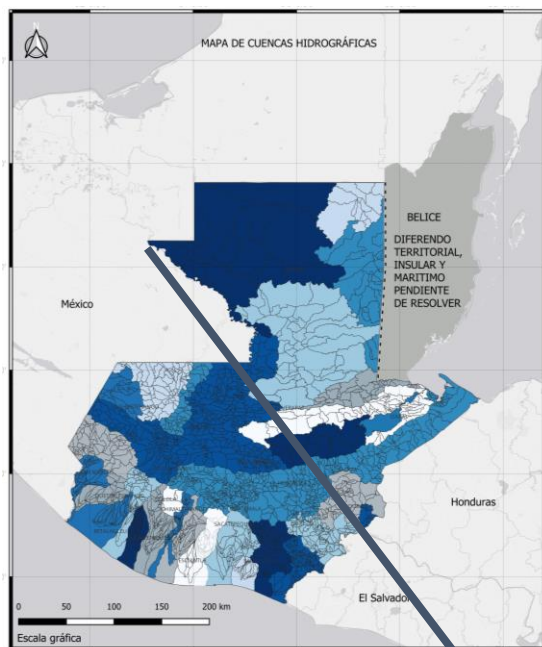 N
MAPA DE CUENCAS HIDROGRÁFICAS
BELICE
DIFERENDO
TERRITORIAL,
INSULAR Y
MARITIMO
PENDIENTE
DE RESOLVER
México
Honduras
El Salvador
0 50 100 150 200 km
Escala gráfica